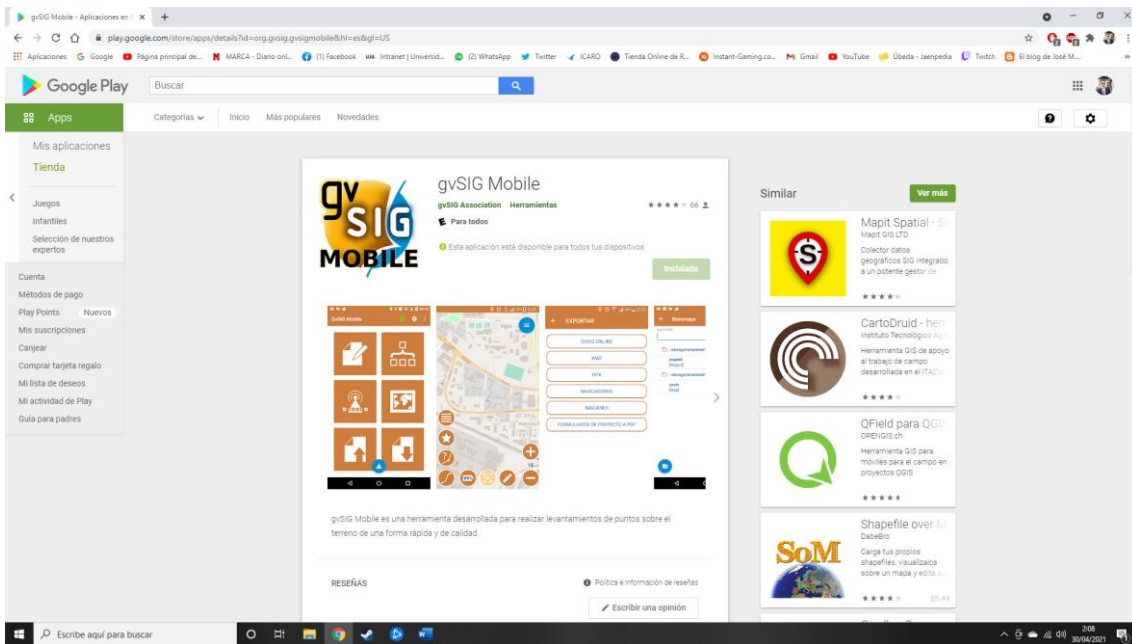 gvSIG Mobile - Aplicaciones en
play.google.com/store/apps/details?id=org.gvsig.gvsigmobile&hl=es&gl=US
Aplicaciones Google Página principal de... MARCA - Diario onl... (1) Facebook Intranet | Universid... (2) WhatsApp Twitter ICARO Tienda Online de R... Instant-Gaming.co... Gmail YouTube Úbeda - Jaenpedia Twitch El blog de José M...
Google Play Buscar
Apps Categorías Inicio Más populares Novedades
Mis aplicaciones
Tienda
Juegos
Infantiles
Selección de nuestros
expertos
Cuenta
Métodos de pago
Play Points Nuevos
Mis suscripciones
Canjear
Comprar tarjeta regalo
Mi lista de deseos
Mi actividad de Play
Guía para padres
gv
SIG
MOBILE
gvSIG Mobile
gvSIG Association Herramientas 66
Para todos
Esta aplicación está disponible para todos tus dispositivos
Instalada
GvSIG Mobile
EXPORTAR
GVSIG ONLINE
KMZ
MARCADORES
IMÁGENES
FORMULARIOS DE PROYECTO A PDF
gvSIG Mobile es una herramienta desarrollada para realizar levantamientos de puntos sobre el
terreno de una forma rápida y de calidad.
RESEÑAS Política e información de reseñas
Escribir una opinión
Similar Ver más
Mapit Spatial - S
Mapit GIS LTD
Colector datos
geográficos SIG integrado
a un potente gestor de
CartoDruid - her
Instituto Tecnológico Ag
Herramienta GIS de apoyo
al trabajo de campo
desarrollada en el ITACyL
QField para QGIS
OPENGIS.ch
Herramienta GIS para
móviles para el campo en
proyectos QGIS
Shapefile over M
DabeBro
SoM
Carga tus propios
shapefiles, visualízalos
sobre un mapa y edita su
$5.49
Escribe aquí para buscar
2:08
30/04/2021